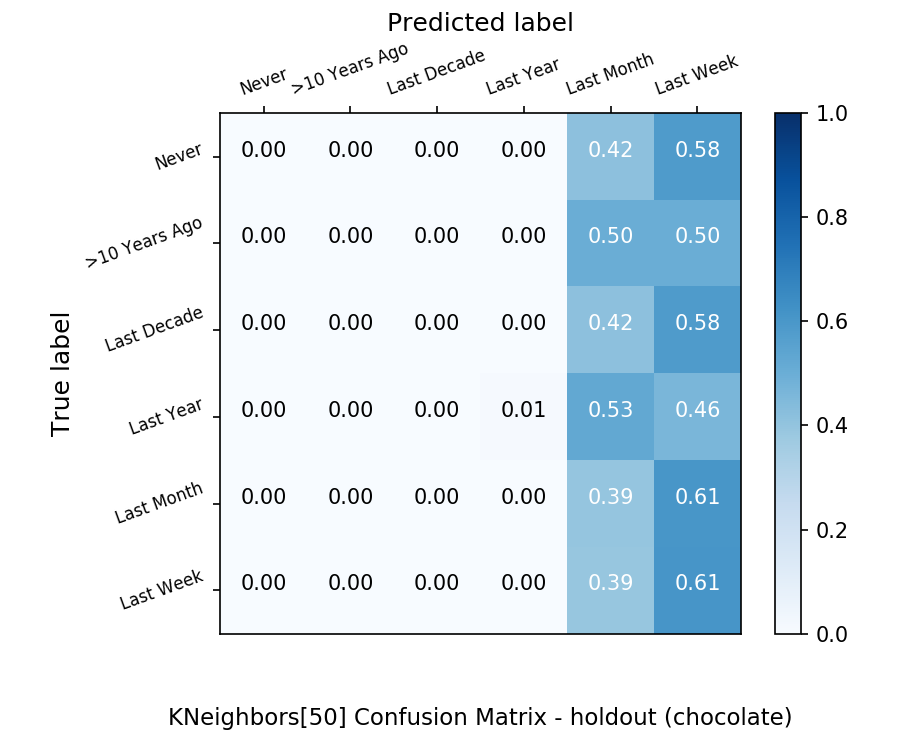 Predicted label
Never >10 Years Ago Last Decade Last Year Last Month Last Week
1.0
Never 0.00 0.00 0.00 0.00 0.42 0.58
0.8
>10 Years Ago 0.00 0.00 0.00 0.00 0.50 0.50
Last Decade 0.00 0.00 0.00 0.00 0.42 0.58
0.6
True label
Last Year 0.00 0.00 0.00 0.01 0.53 0.46
0.4
Last Month 0.00 0.00 0.00 0.00 0.39 0.61
0.2
Last Week 0.00 0.00 0.00 0.00 0.39 0.61
0.0
KNeighbors[50] Confusion Matrix - holdout (chocolate)